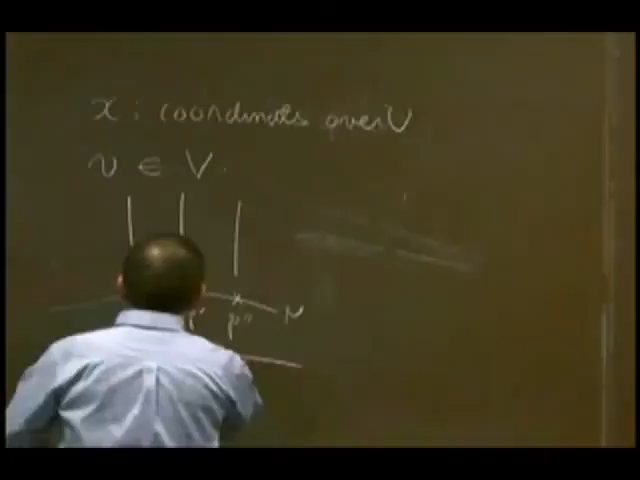 x : coordinats over U
v ∈ V.
p' p''